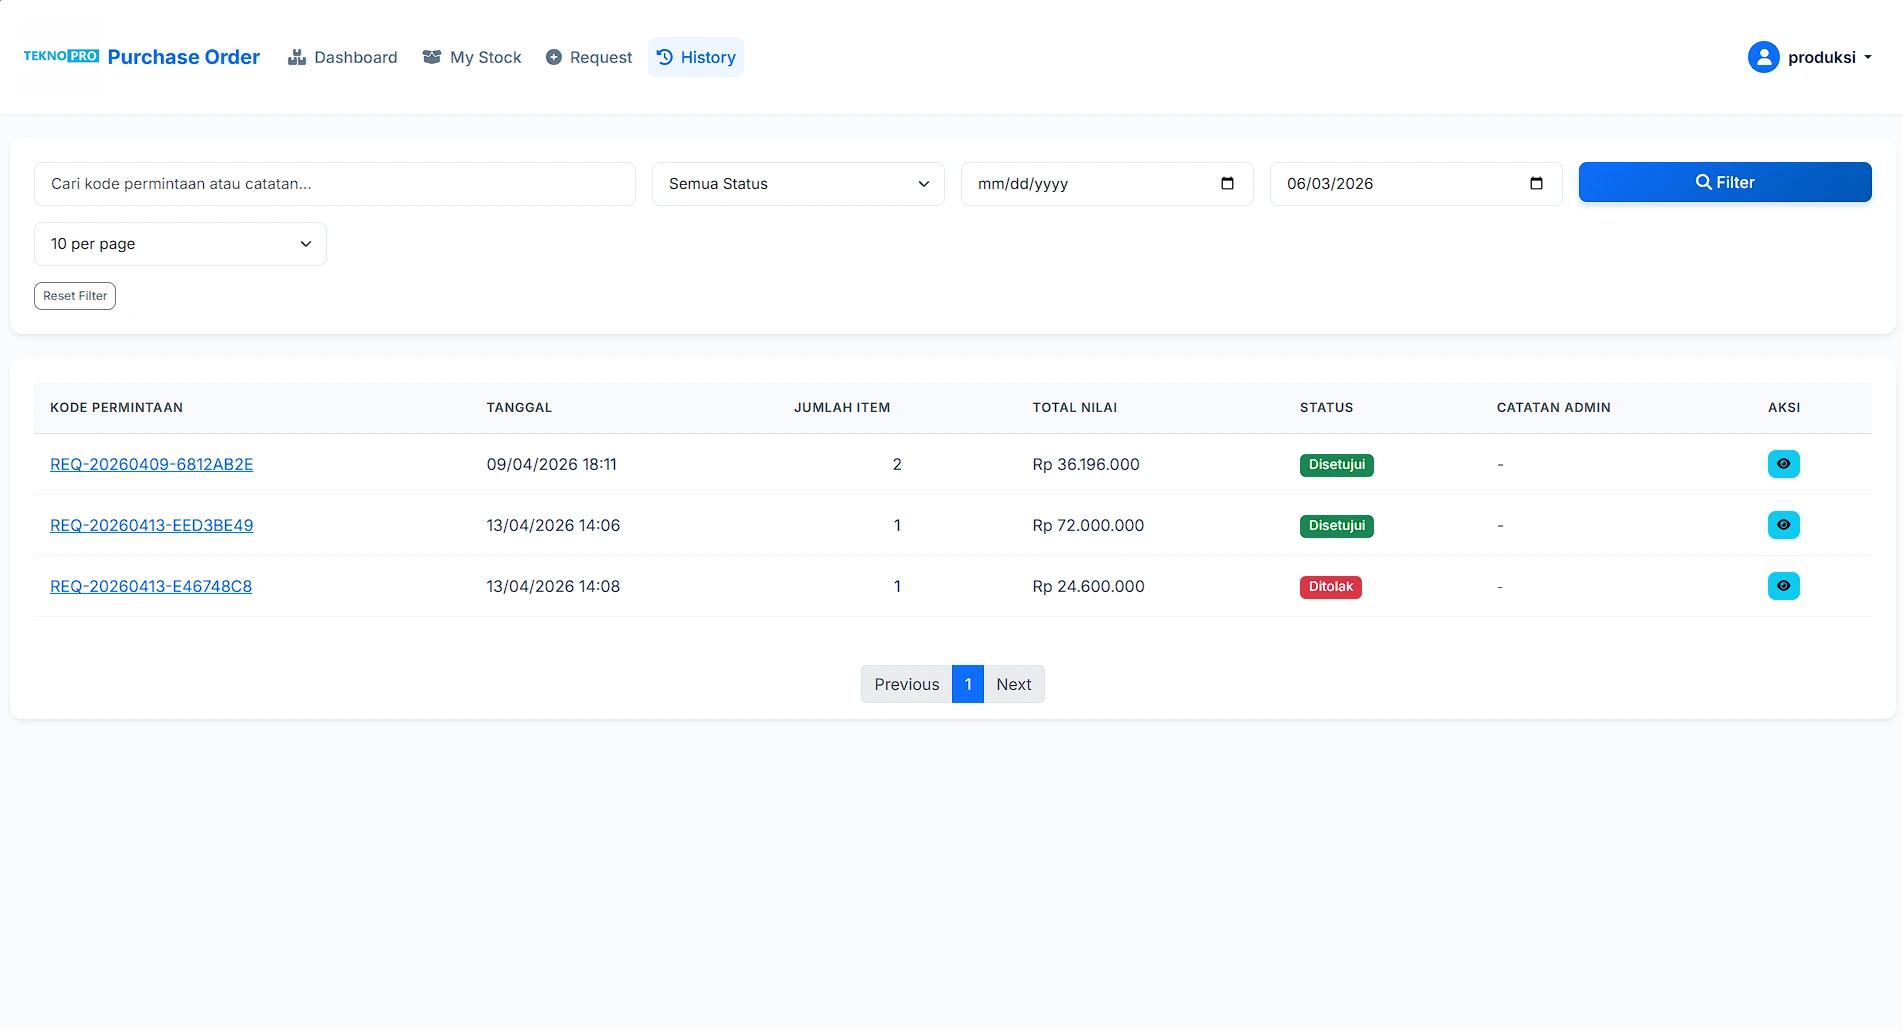 TEKNOPRO Purchase Order Dashboard My Stock Request History produksi
Cari kode permintaan atau catatan... Semua Status mm/dd/yyyy 06/03/2026 Filter
10 per page
Reset Filter
KODE PERMINTAAN TANGGAL JUMLAH ITEM TOTAL NILAI STATUS CATATAN ADMIN AKSI
REQ-20260409-6812AB2E 09/04/2026 18:11 2 Rp 36.196.000 Disetujui -
REQ-20260413-EED3BE49 13/04/2026 14:06 1 Rp 72.000.000 Disetujui -
REQ-20260413-E46748C8 13/04/2026 14:08 1 Rp 24.600.000 Ditolak -
Previous 1 Next